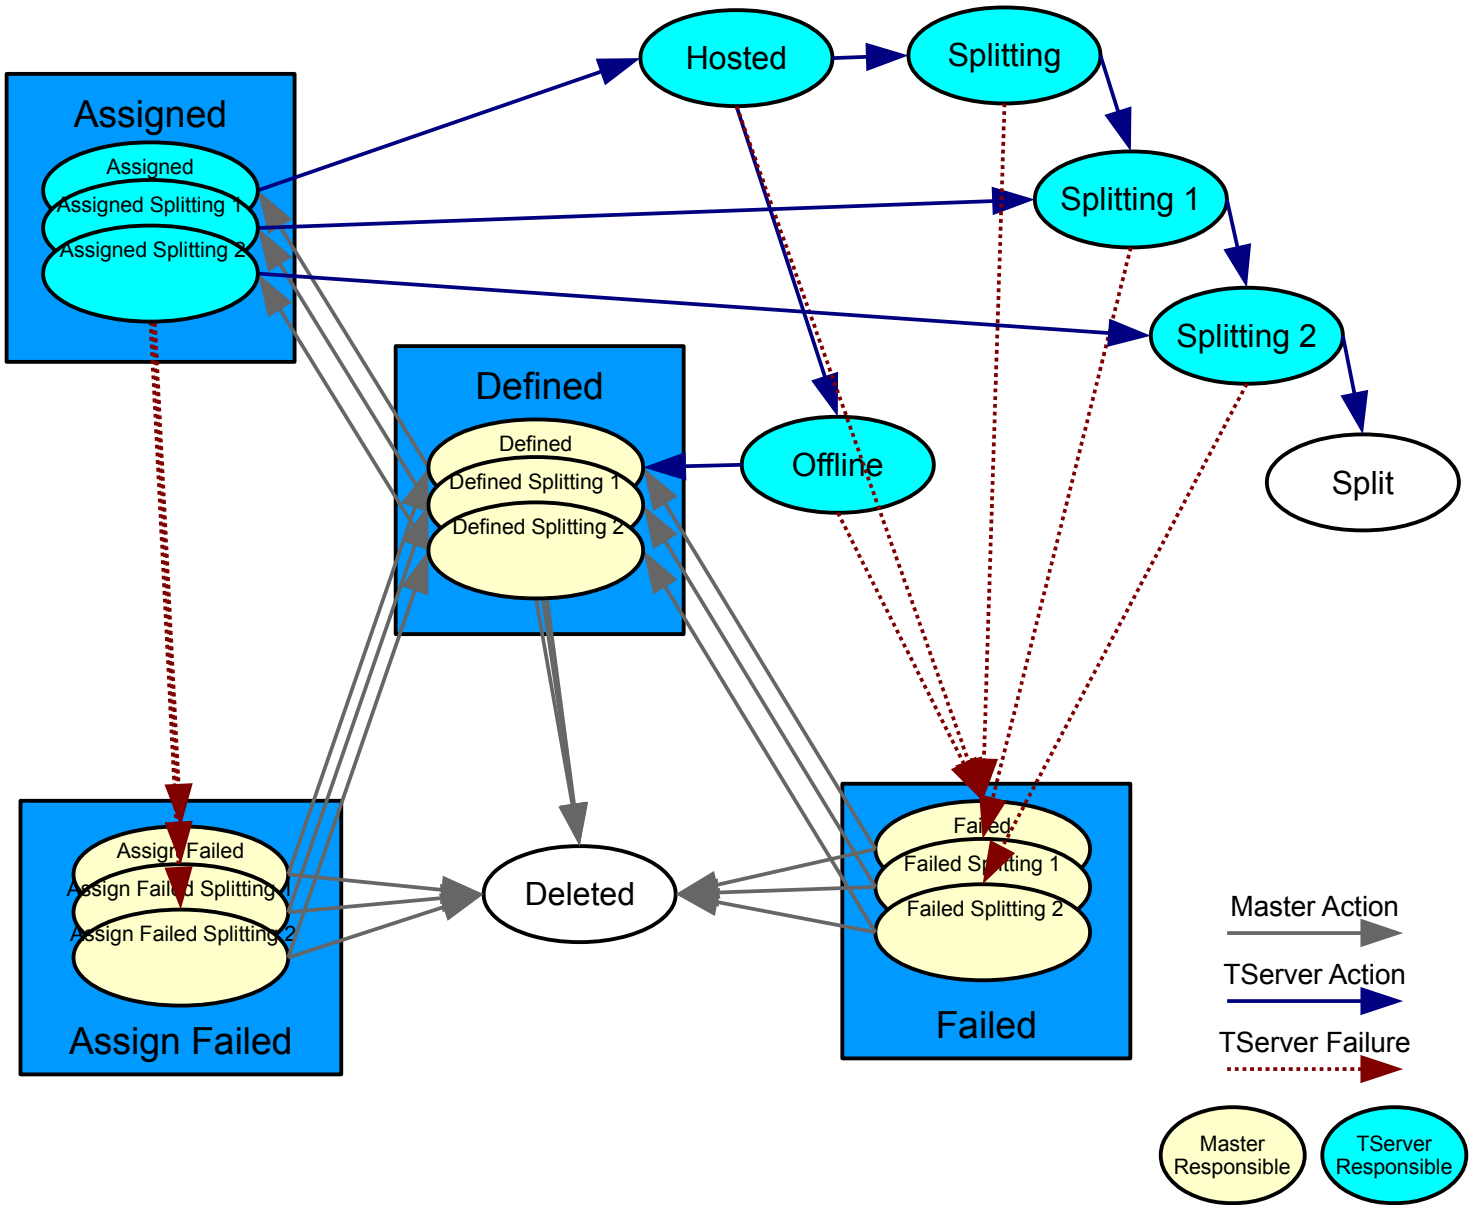 Hosted
Splitting
Assigned
Assigned
Assigned Splitting 1
Assigned Splitting 2
Splitting 1
Splitting 2
Defined
Defined
Defined Splitting 1
Defined Splitting 2
Offline
Split
Assign Failed
Assign Failed Splitting 1
Assign Failed Splitting 2
Assign Failed
Deleted
Failed
Failed Splitting 1
Failed Splitting 2
Failed
Master Action
TServer Action
TServer Failure
Master
Responsible
TServer
Responsible